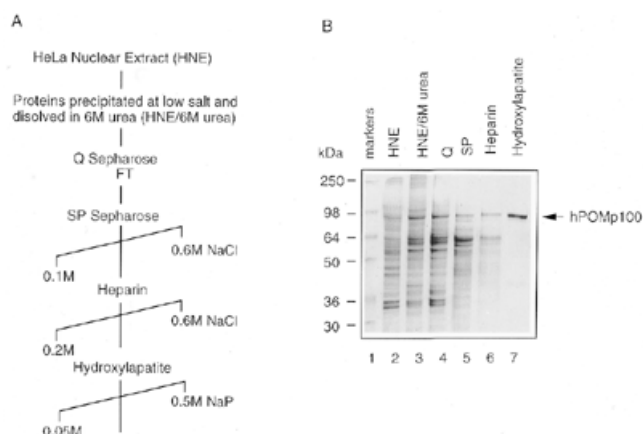 A
HeLa Nuclear Extract (HNE)
Proteins precipitated at low salt and
disolved in 6M urea (HNE/6M urea)
Q Sepharose
FT
SP Sepharose
0.6M NaCl
0.1M
Heparin
0.6M NaCl
0.2M
Hydroxylapatite
0.5M NaP
0.05M
B
kDa
markers
HNE
HNE/6M urea
Q
SP
Heparin
Hydroxylapatite
250
98
64
36
30
hPOMp100
1 2 3 4 5 6 7